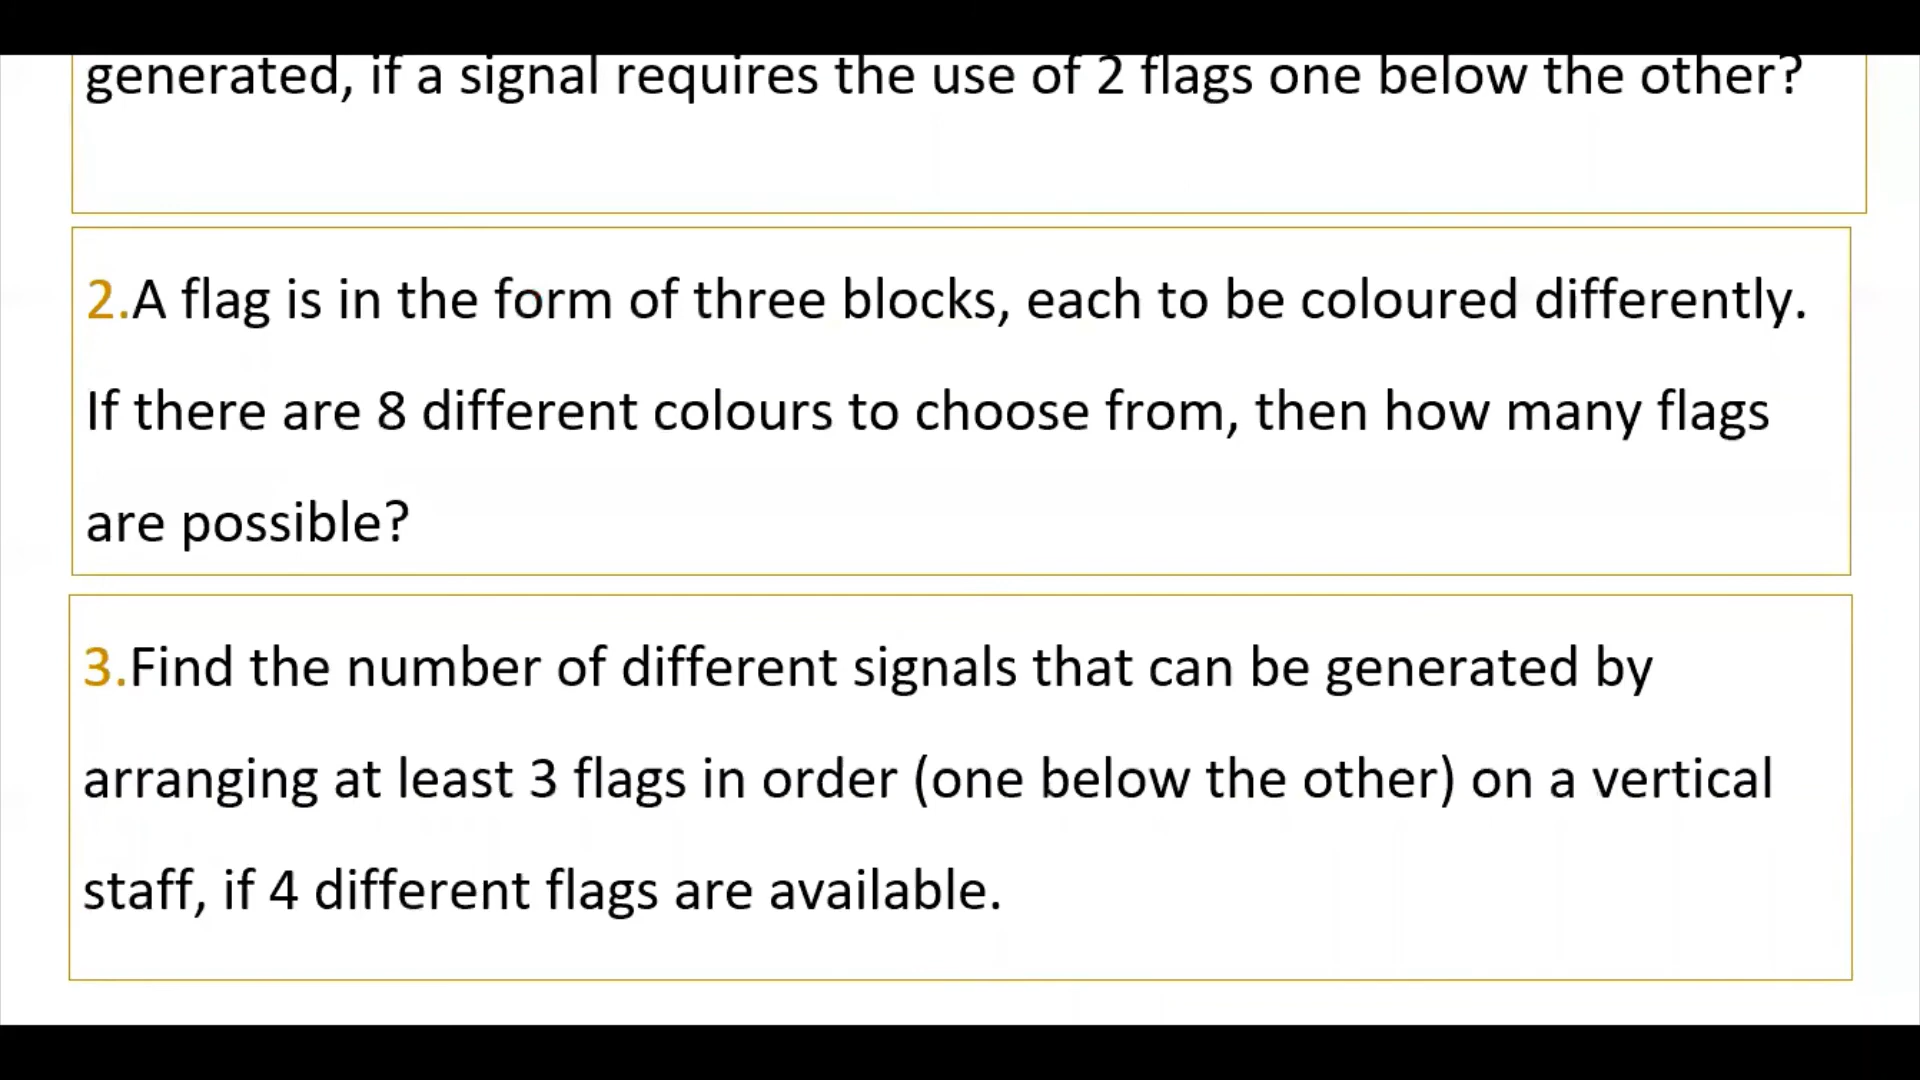 generated, if a signal requires the use of 2 flags one below the other?
2.A flag is in the form of three blocks, each to be coloured differently.
If there are 8 different colours to choose from, then how many flags
are possible?
3.Find the number of different signals that can be generated by
arranging at least 3 flags in order (one below the other) on a vertical
staff, if 4 different flags are available.